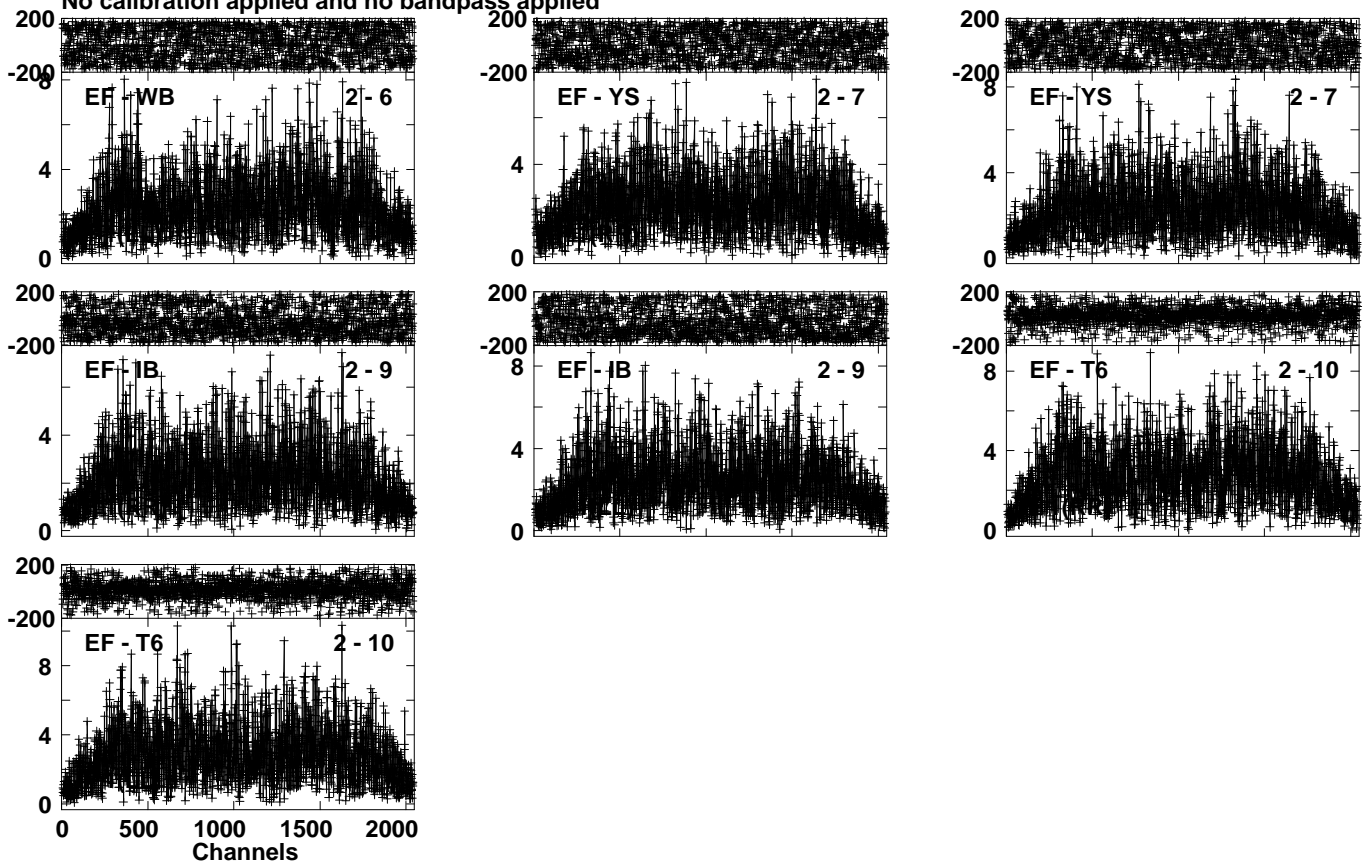 No calibration applied and no bandpass applied
200
-200
8
4
0
EF - WB
2 - 6
200
-200
4
0
EF - YS
2 - 7
200
-200
8
4
0
EF - YS
2 - 7
200
-200
4
0
EF - IB
2 - 9
200
-200
8
4
0
EF - IB
2 - 9
200
-200
8
4
0
EF - T6
2 - 10
200
-200
8
4
0
EF - T6
2 - 10
0 500 1000 1500 2000
Channels